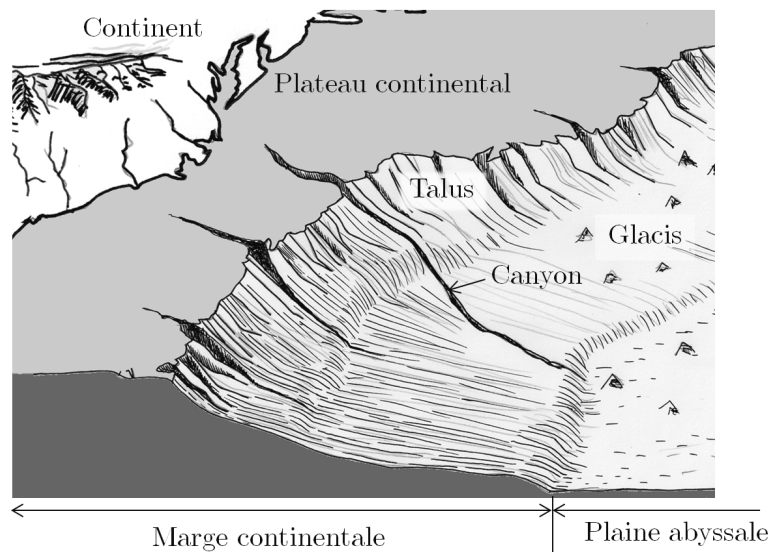 Continent
Plateau continental
Talus
Glacis
Canyon
Marge continentale
Plaine abyssale